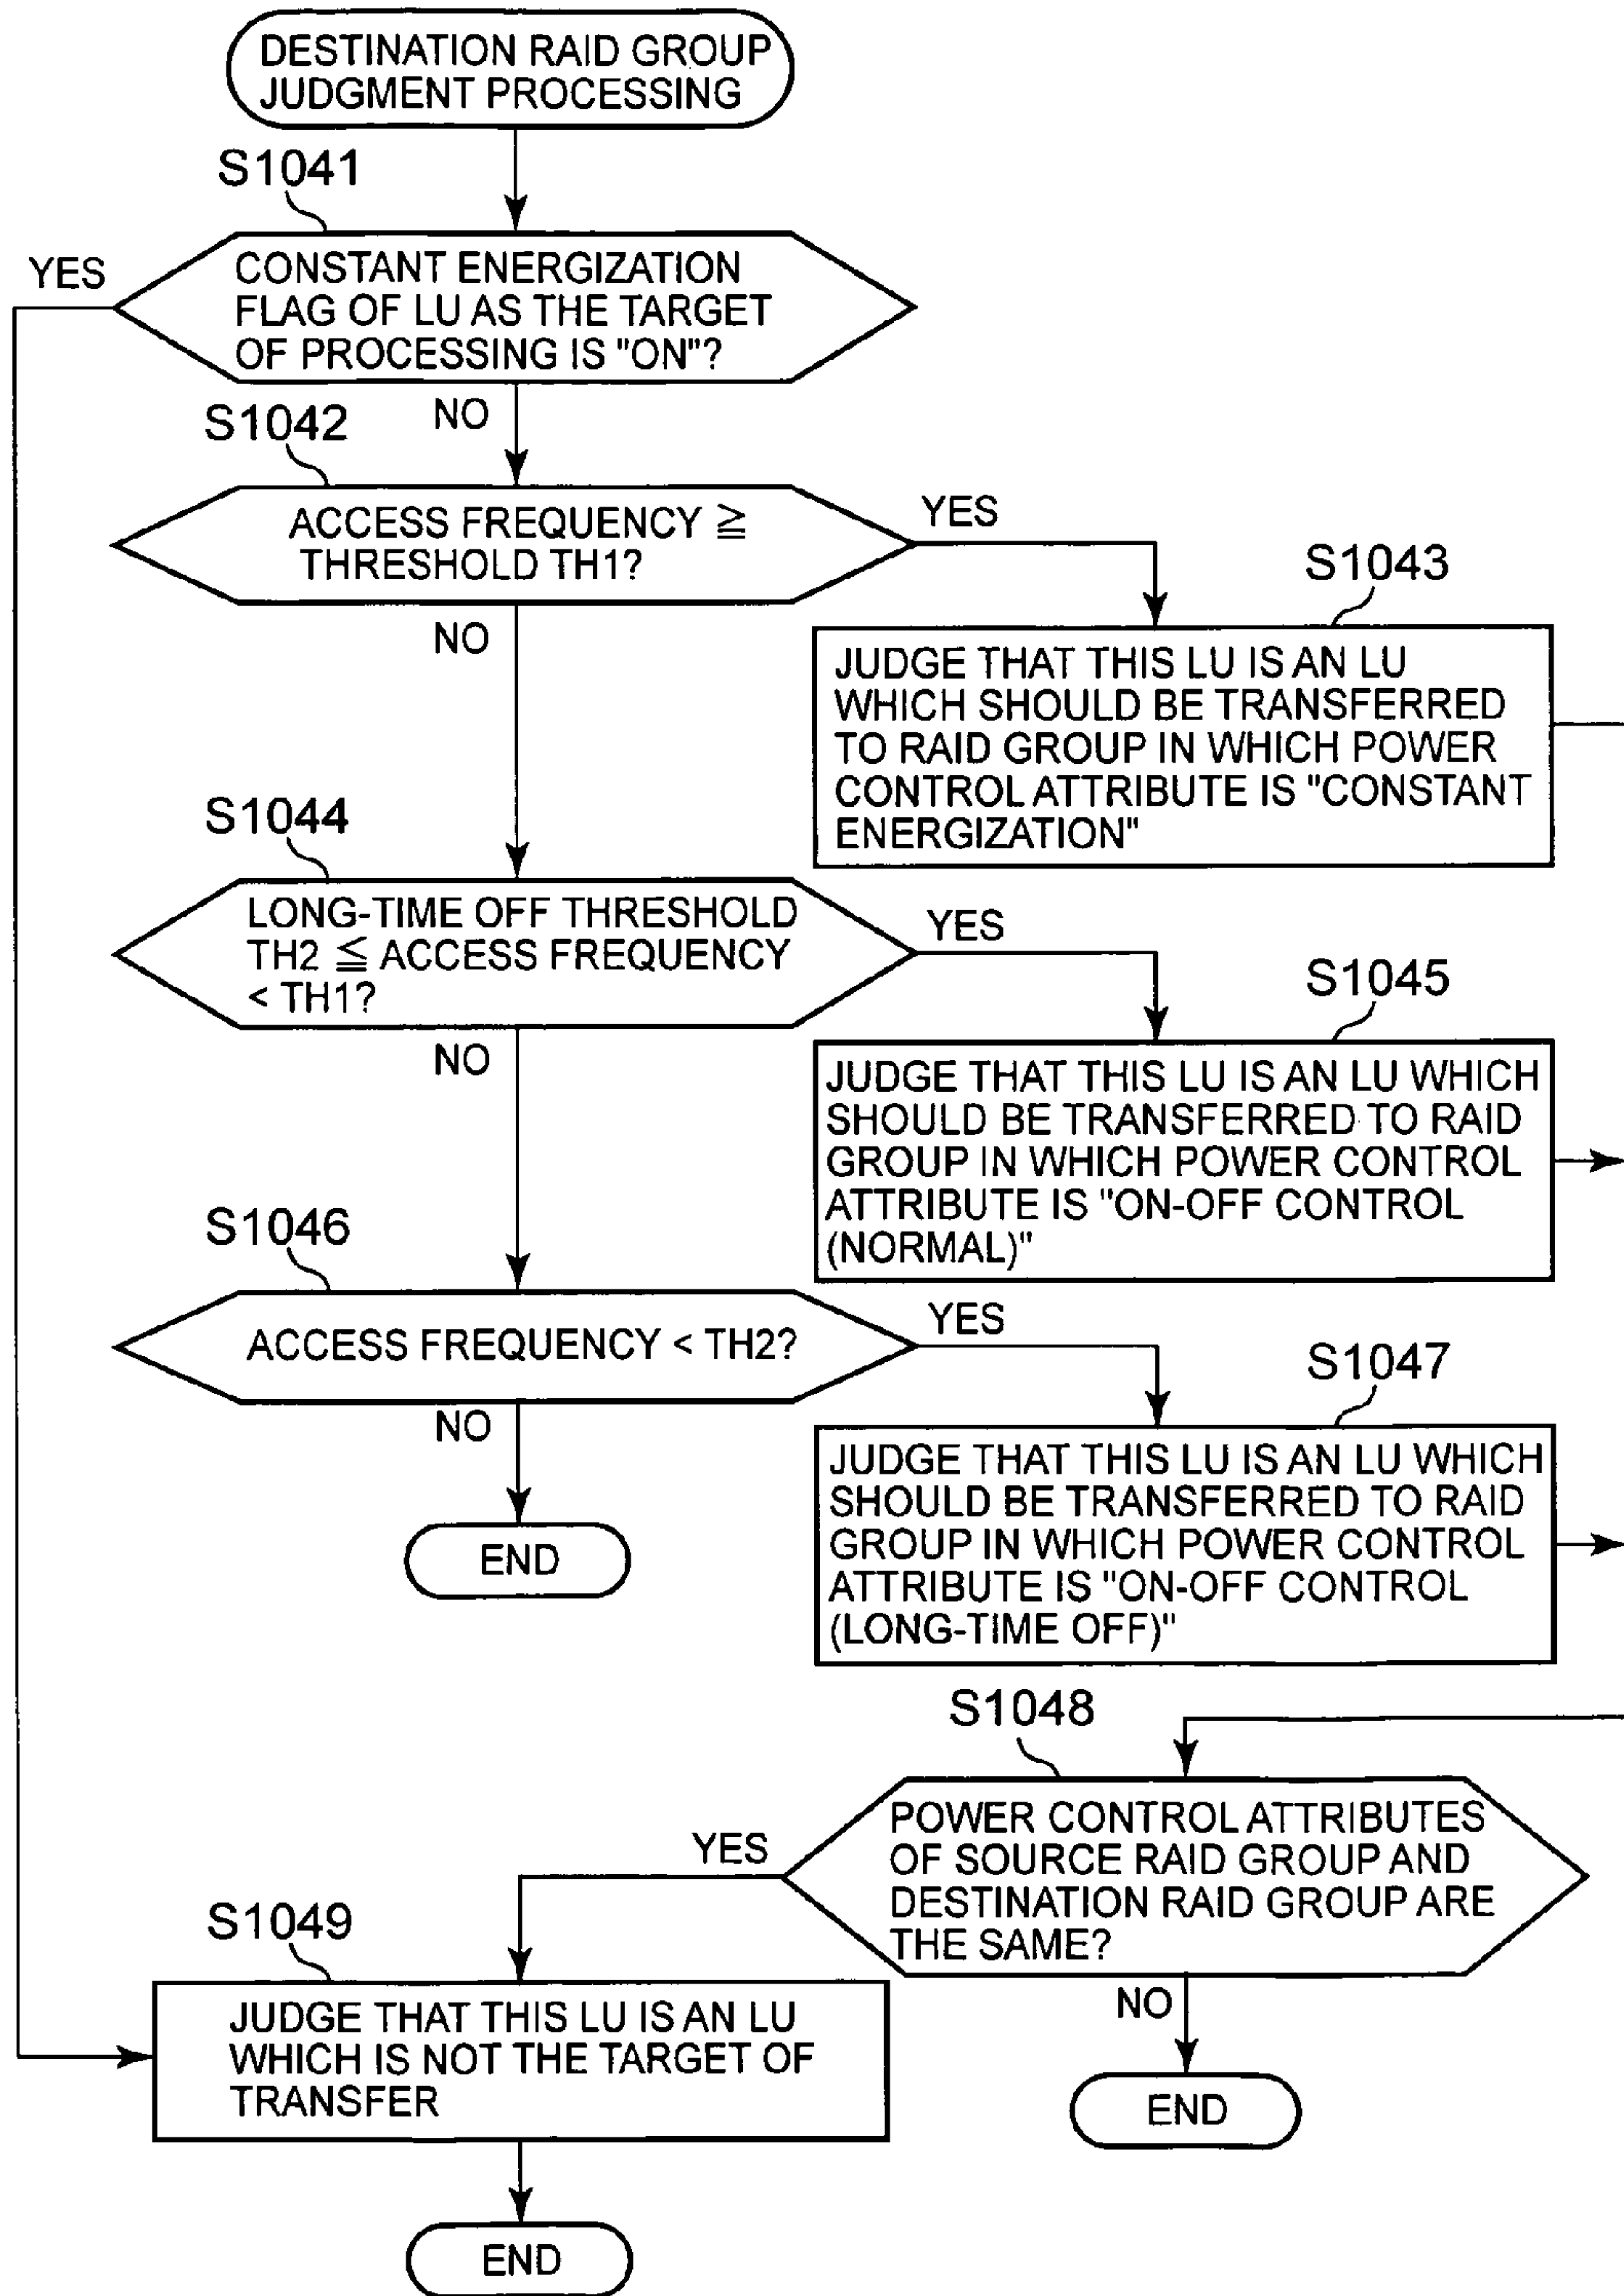 DESTINATION RAID GROUP
JUDGMENT PROCESSING
S1041
YES
CONSTANT ENERGIZATION
FLAG OF LU AS THE TARGET
OF PROCESSING IS "ON"?
NO
S1042
ACCESS FREQUENCY ≧
THRESHOLD TH1?
YES
NO
S1043
JUDGE THAT THIS LU IS AN LU
WHICH SHOULD BE TRANSFERRED
TO RAID GROUP IN WHICH POWER
CONTROL ATTRIBUTE IS "CONSTANT
ENERGIZATION"
S1044
LONG-TIME OFF THRESHOLD
TH2 ≦ ACCESS FREQUENCY
< TH1?
YES
NO
S1045
JUDGE THAT THIS LU IS AN LU WHICH
SHOULD BE TRANSFERRED TO RAID
GROUP IN WHICH POWER CONTROL
ATTRIBUTE IS "ON-OFF CONTROL
(NORMAL)"
S1046
ACCESS FREQUENCY < TH2?
YES
NO
END
S1047
JUDGE THAT THIS LU IS AN LU WHICH
SHOULD BE TRANSFERRED TO RAID
GROUP IN WHICH POWER CONTROL
ATTRIBUTE IS "ON-OFF CONTROL
(LONG-TIME OFF)"
S1048
POWER CONTROL ATTRIBUTES
OF SOURCE RAID GROUP AND
DESTINATION RAID GROUP ARE
THE SAME?
YES
NO
END
S1049
JUDGE THAT THIS LU IS AN LU
WHICH IS NOT THE TARGET OF
TRANSFER
END